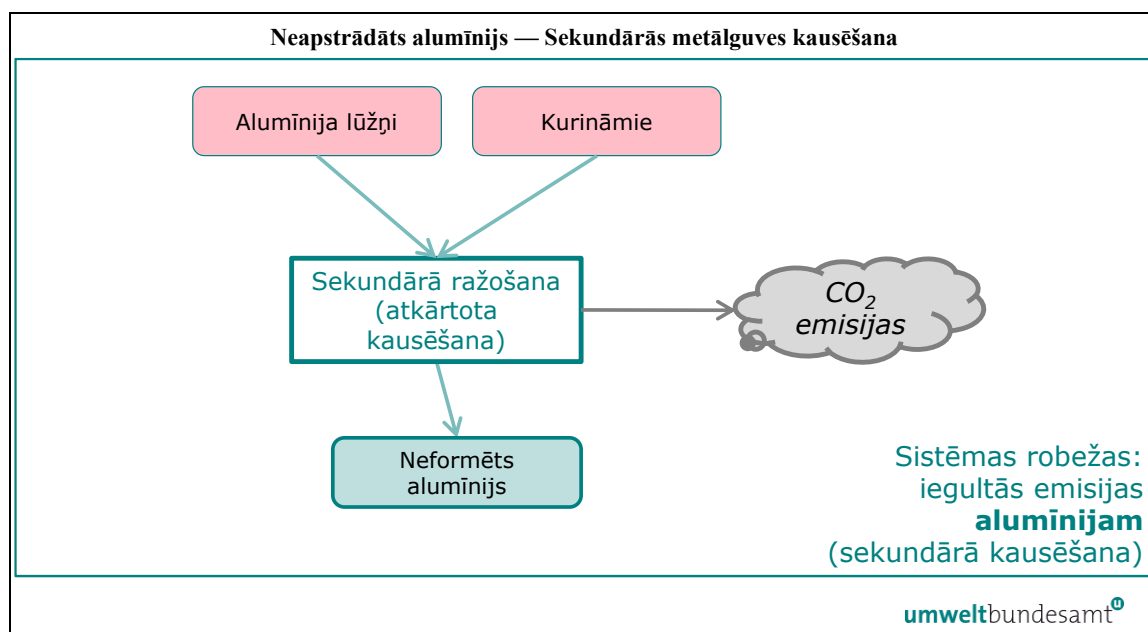 Neapstrādāts alumīnijs — Sekundārās metālguves kausēšana
Alumīnija lūžņi
Kurināmie
Sekundārā ražošana
(atkārtota
kausēšana)
CO₂
emisijas
Neformēts
alumīnijs
Sistēmas robežas:
iegultās emisijas
alumīnijam
(sekundārā kausēšana)
umweltbundesamt